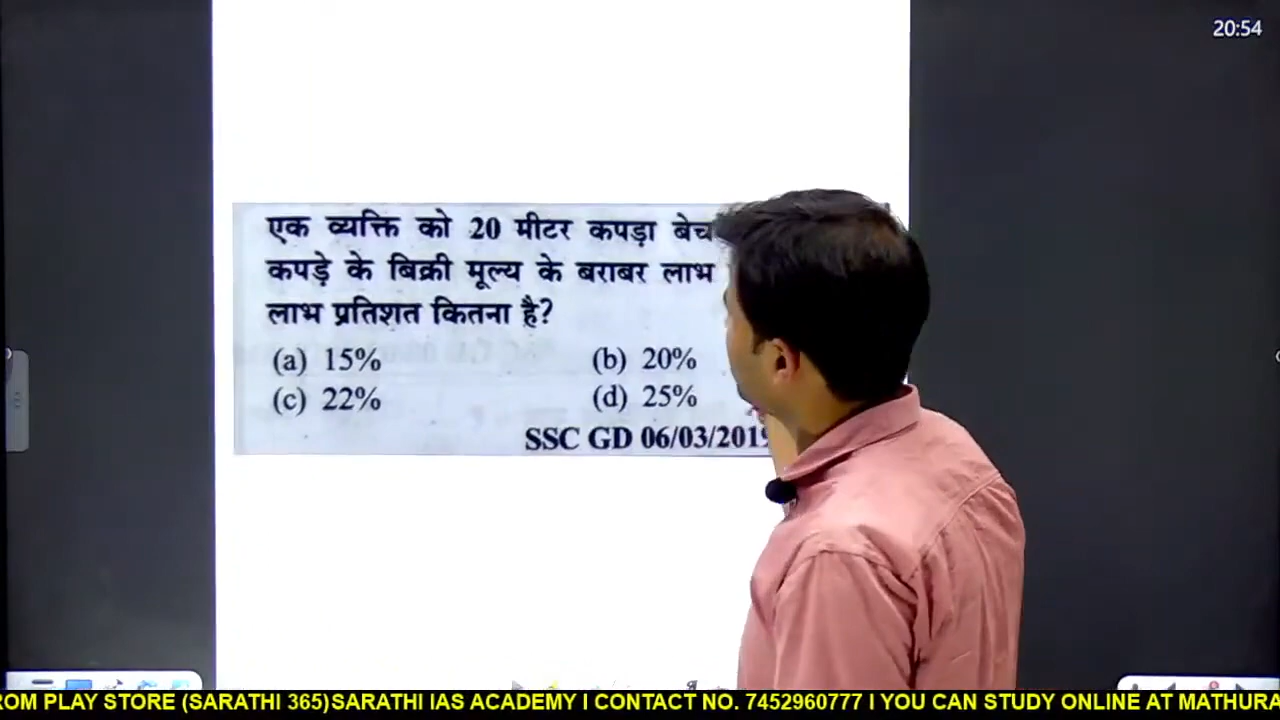 20:54
एक व्यक्ति को 20 मीटर कपड़ा
कपड़े के बिक्री मूल्य के बराबर लाभ
लाभ प्रतिशत कितना है?
(a) 15% (b) 20%
(c) 22% (d) 25%
SSC GD 06/03/2019
ROM PLAY STORE (SARATHI 365)SARATHI IAS ACADEMY I CONTACT NO. 7452960777 I YOU CAN STUDY ONLINE AT MATHURA